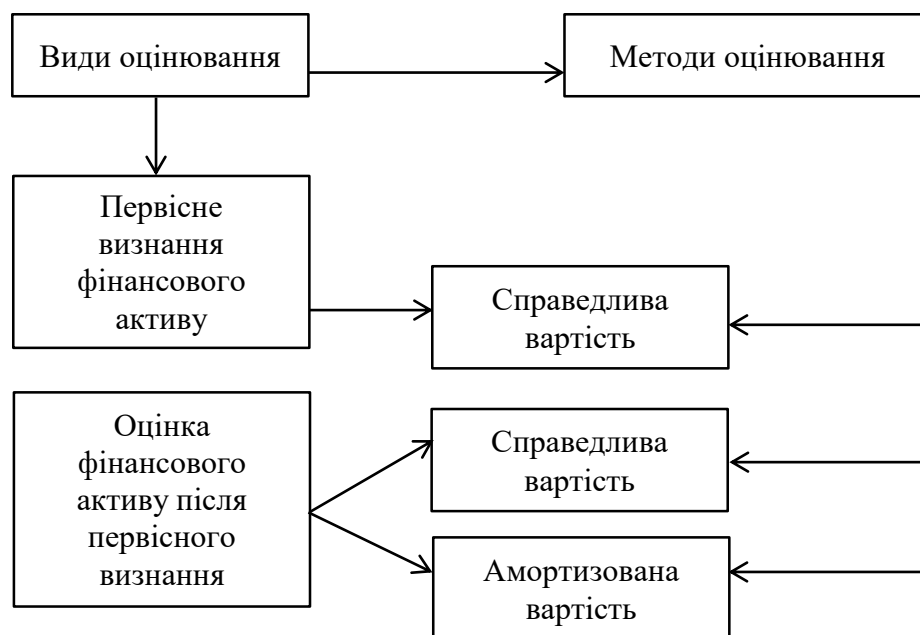 Види оцінювання
Методи оцінювання
Первісне
визнання
фінансового
активу
Справедлива
вартість
Оцінка
фінансового
активу після
первісного
визнання
Справедлива
вартість
Амортизована
вартість